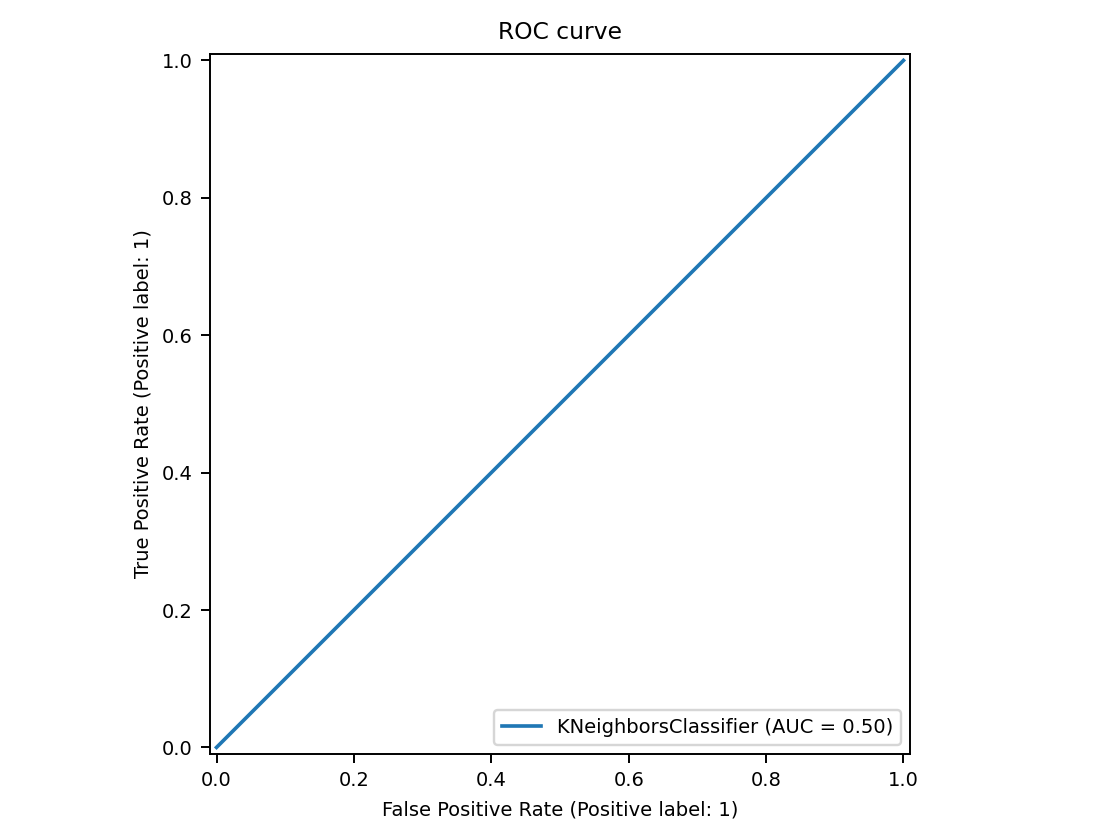 ROC curve
1.0
0.8
0.6
0.4
0.2
0.0
True Positive Rate (Positive label: 1)
KNeighborsClassifier (AUC = 0.50)
0.0 0.2 0.4 0.6 0.8 1.0
False Positive Rate (Positive label: 1)